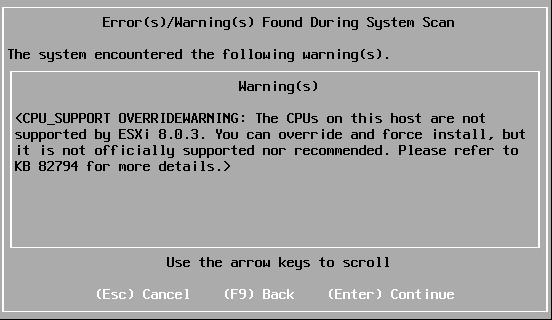 Error(s)/Warning(s) Found During System Scan
The system encountered the following warning(s).
Warning(s)
<CPU_SUPPORT OVERRIDEWARNING: The CPUs on this host are not
supported by ESXi 8.0.3. You can override and force install, but
it is not officially supported nor recommended. Please refer to
KB 82794 for more details.>
Use the arrow keys to scroll
(Esc) Cancel    (F9) Back    (Enter) Continue